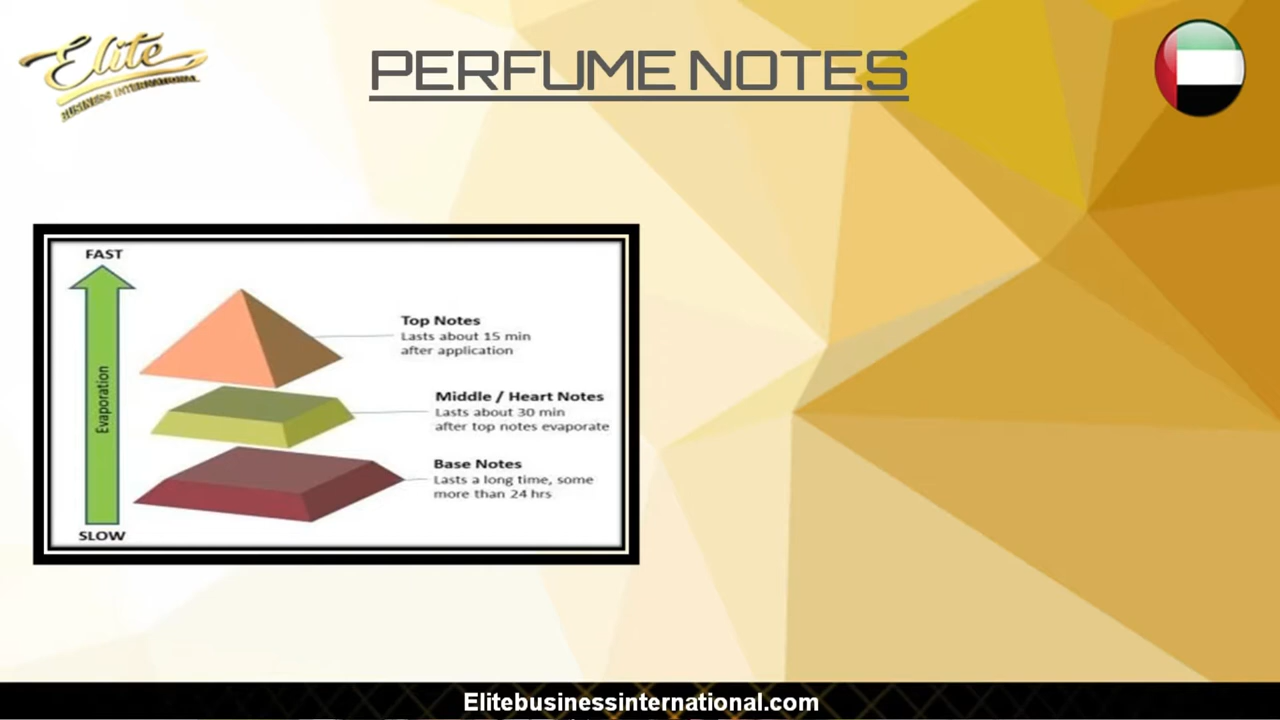 Elite
BUSINESS INTERNATIONAL
PERFUME NOTES
FAST
Evaporation
SLOW
Top Notes
Lasts about 15 min
after application
Middle / Heart Notes
Lasts about 30 min
after top notes evaporate
Base Notes
Lasts a long time, some
more than 24 hrs
Elitebusinessinternational.com